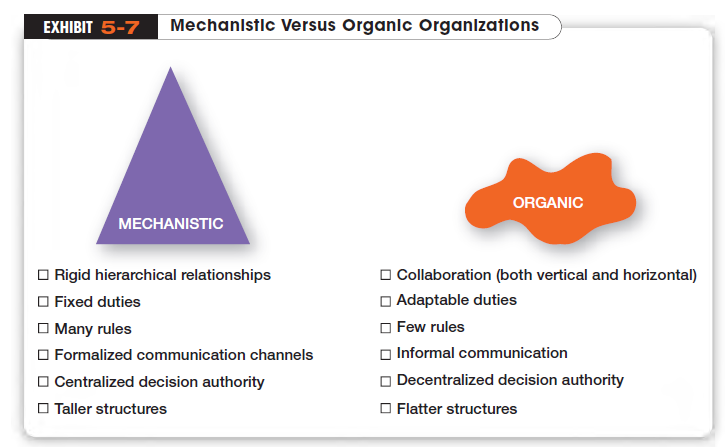 EXHIBIT 5-7 Mechanistic Versus Organic Organizations
MECHANISTIC
ORGANIC
☐ Rigid hierarchical relationships
☐ Fixed duties
☐ Many rules
☐ Formalized communication channels
☐ Centralized decision authority
☐ Taller structures
☐ Collaboration (both vertical and horizontal)
☐ Adaptable duties
☐ Few rules
☐ Informal communication
☐ Decentralized decision authority
☐ Flatter structures